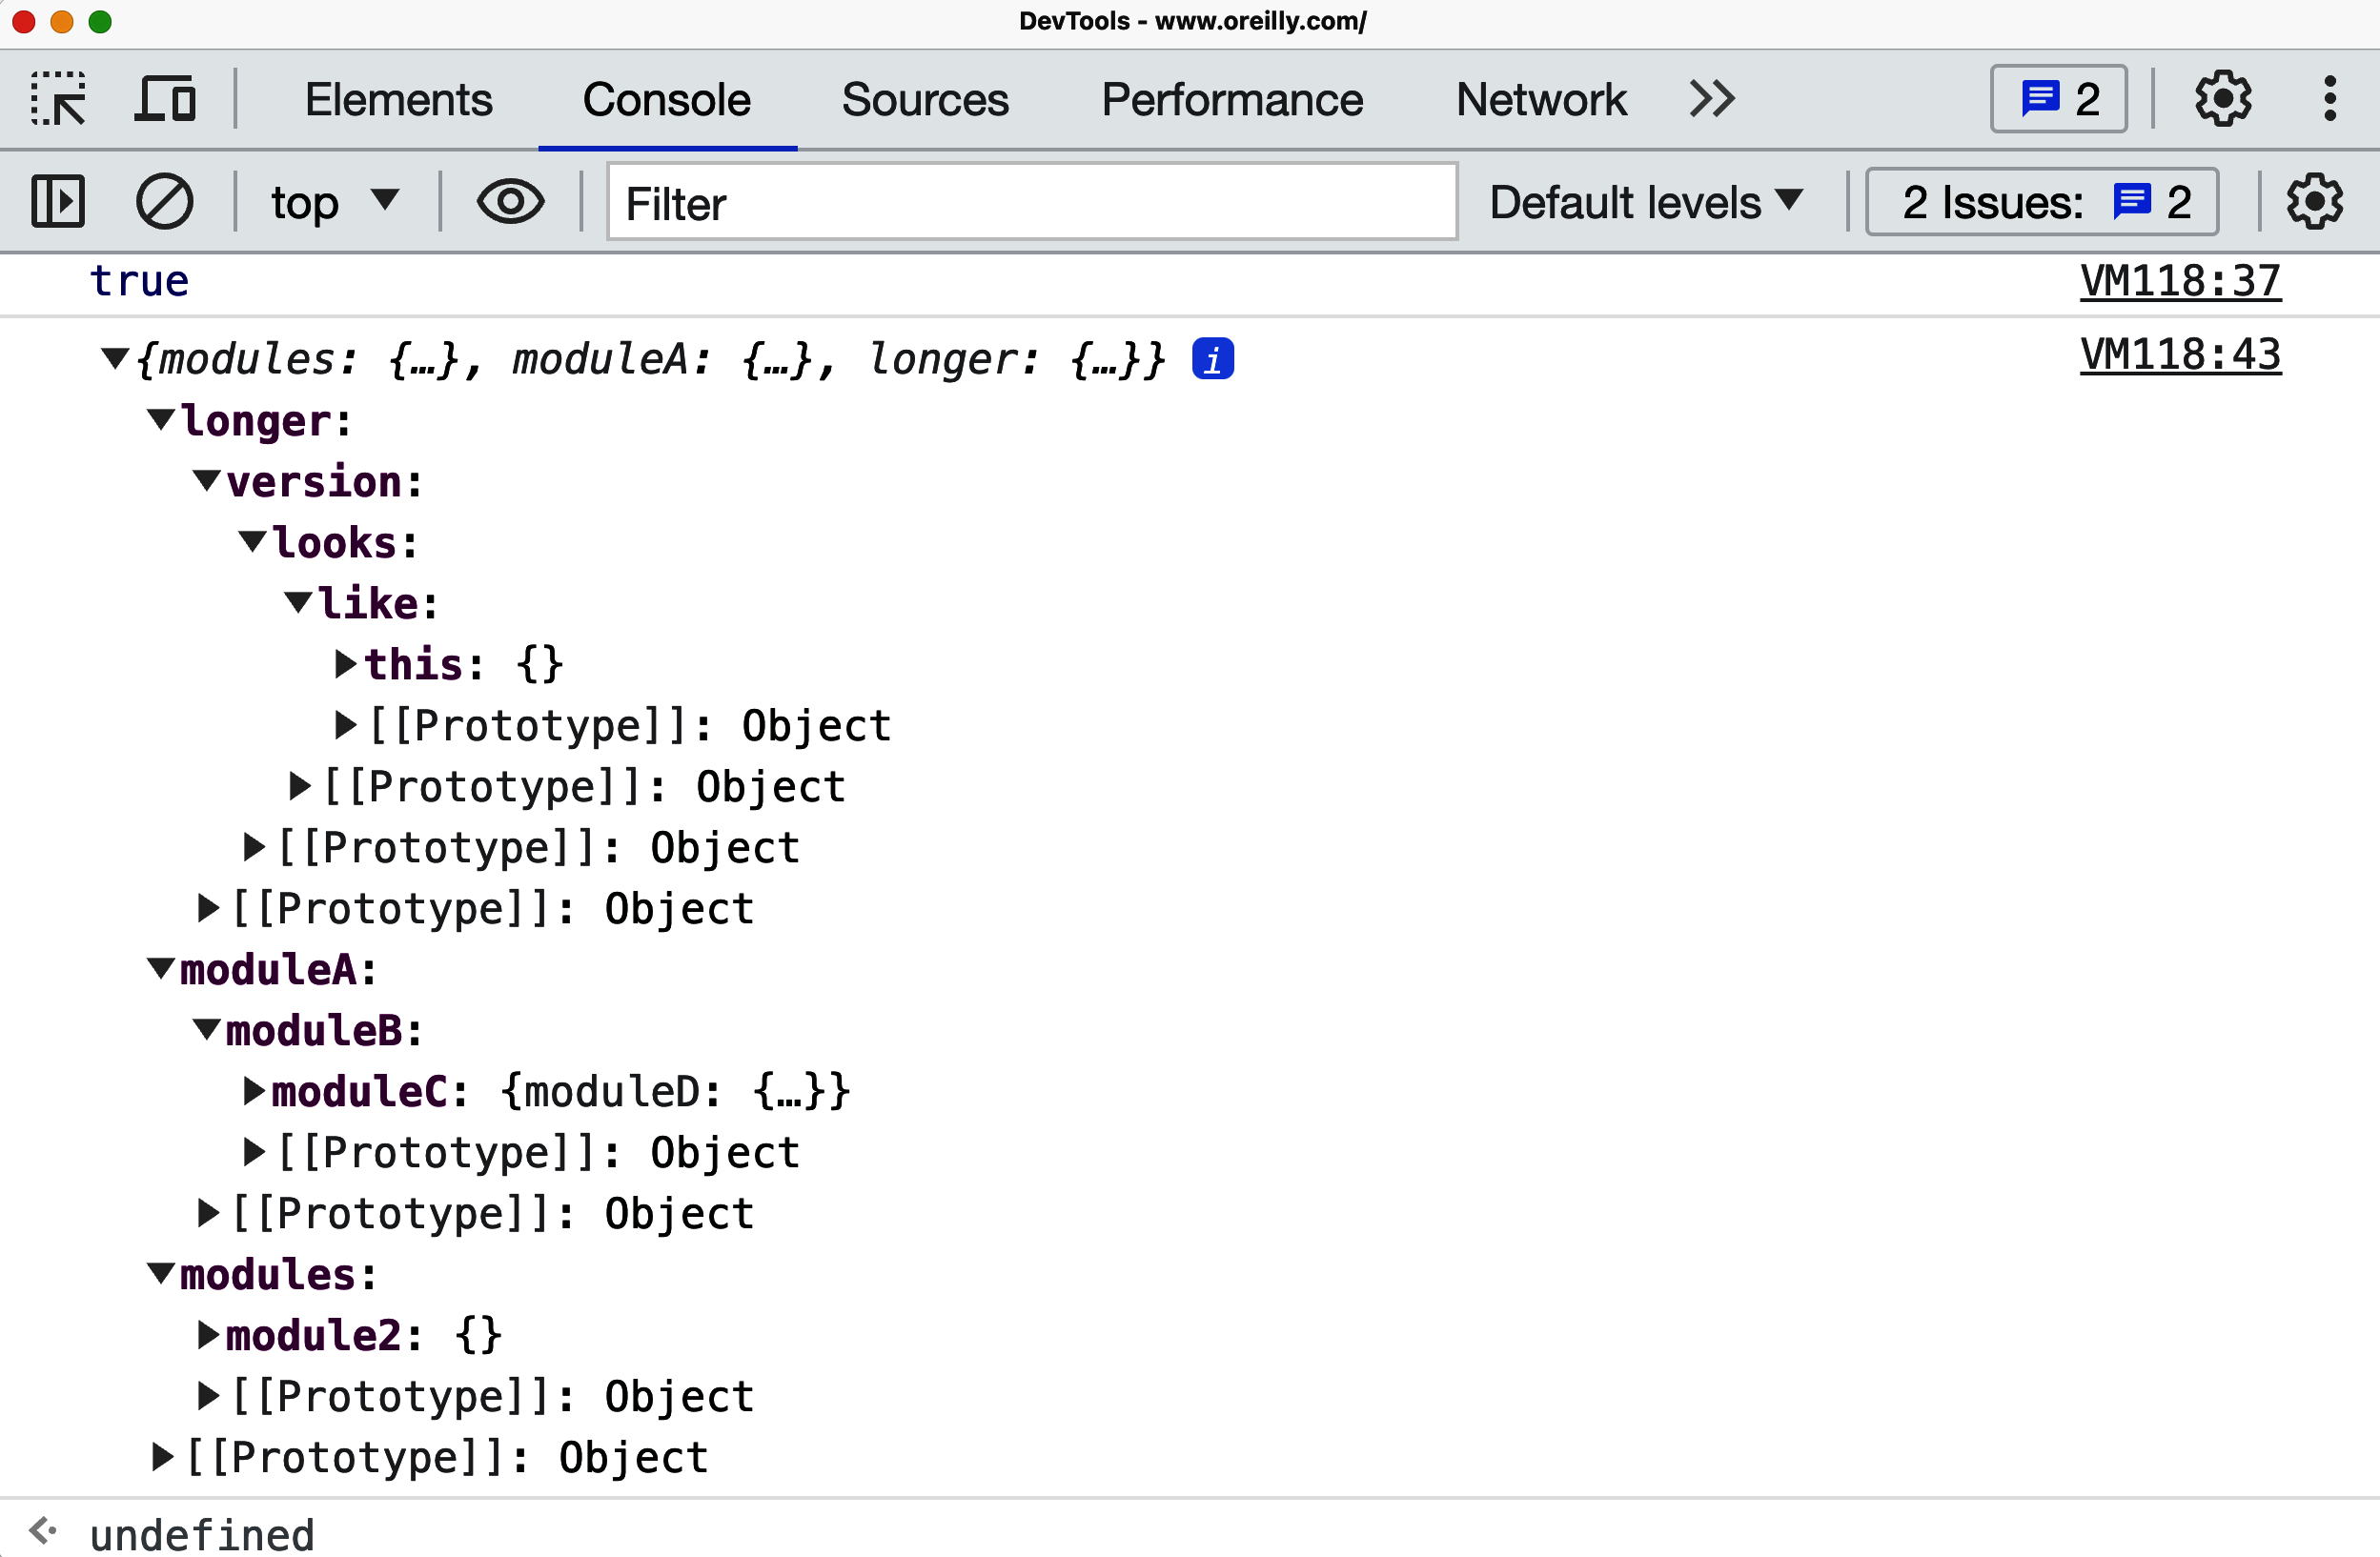 DevTools - www.oreilly.com/
Elements Console Sources Performance Network 2
top Filter Default levels 2 Issues: 2
true VM118:37
{modules: {…}, moduleA: {…}, longer: {…}} i VM118:43
longer:
version:
looks:
like:
this: {}
[[Prototype]]: Object
[[Prototype]]: Object
[[Prototype]]: Object
[[Prototype]]: Object
moduleA:
moduleB:
moduleC: {moduleD: {…}}
[[Prototype]]: Object
[[Prototype]]: Object
modules:
module2: {}
[[Prototype]]: Object
[[Prototype]]: Object
undefined